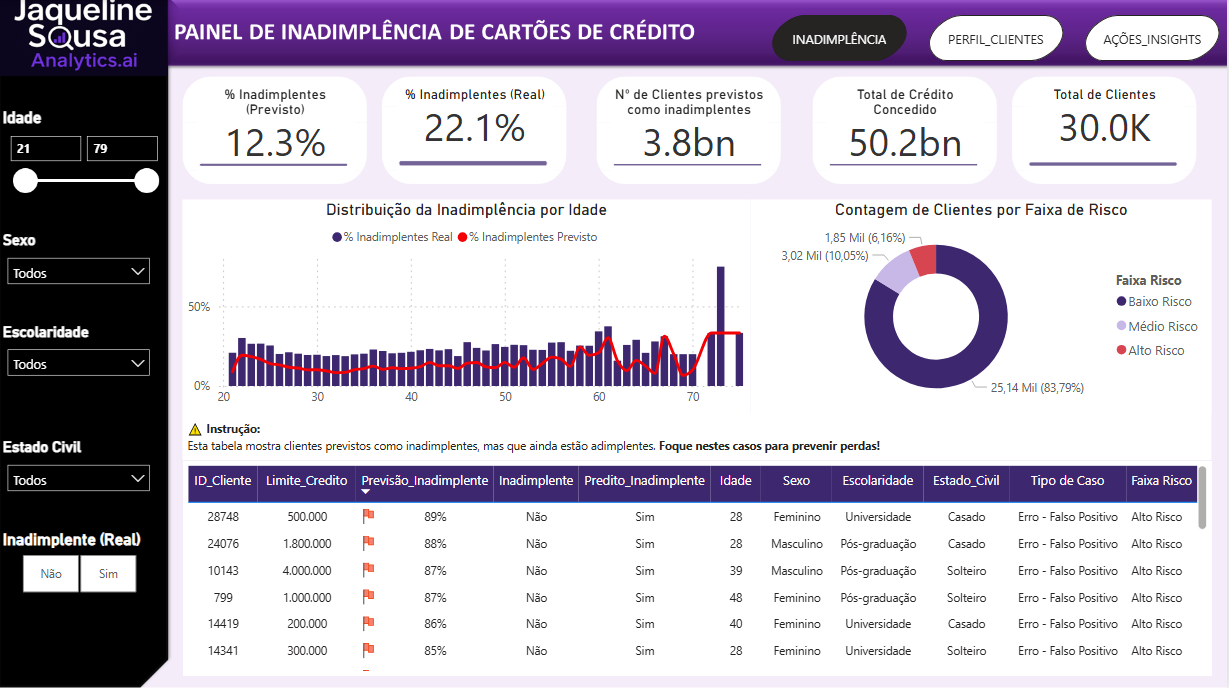 Jaqueline
Sousa
Analytics.ai
PAINEL DE INADIMPLÊNCIA DE CARTÕES DE CRÉDITO
INADIMPLÊNCIA
PERFIL_CLIENTES
AÇÕES_INSIGHTS
Idade
21
79
Sexo
Todos
Escolaridade
Todos
Estado Civil
Todos
Inadimplente (Real)
Não
Sim
% Inadimplentes
(Previsto)
12.3%
% Inadimplentes (Real)
22.1%
Nº de Clientes previstos
como inadimplentes
3.8bn
Total de Crédito
Concedido
50.2bn
Total de Clientes
30.0K
Distribuição da Inadimplência por Idade
% Inadimplentes Real % Inadimplentes Previsto
50%
0%
20 30 40 50 60 70
Contagem de Clientes por Faixa de Risco
1,85 Mil (6,16%)
3,02 Mil (10,05%)
25,14 Mil (83,79%)
Faixa Risco
Baixo Risco
Médio Risco
Alto Risco
Instrução:
Esta tabela mostra clientes previstos como inadimplentes, mas que ainda estão adimplentes. Foque nestes casos para prevenir perdas!
ID_Cliente Limite_Credito Previsão_Inadimplente Inadimplente Predito_Inadimplente Idade Sexo Escolaridade Estado_Civil Tipo de Caso Faixa Risco
28748 500.000 89% Não Sim 28 Feminino Universidade Casado Erro - Falso Positivo Alto Risco
24076 1.800.000 88% Não Sim 28 Masculino Pós-graduação Casado Erro - Falso Positivo Alto Risco
10143 4.000.000 87% Não Sim 39 Masculino Pós-graduação Solteiro Erro - Falso Positivo Alto Risco
799 1.000.000 87% Não Sim 48 Feminino Pós-graduação Solteiro Erro - Falso Positivo Alto Risco
14419 200.000 86% Não Sim 40 Feminino Universidade Casado Erro - Falso Positivo Alto Risco
14341 300.000 85% Não Sim 28 Feminino Universidade Solteiro Erro - Falso Positivo Alto Risco